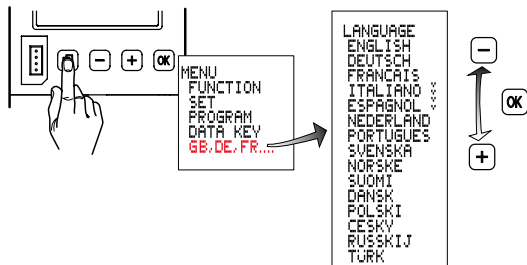 OK
MENU
FUNCTION
SET
PROGRAM
DATA KEY
GB,DE,FR....
LANGUAGE
ENGLISH
DEUTSCH
FRANCAIS
ITALIANO
ESPAGNOL
NEDERLAND
PORTUGUES
SVENSKA
NORSKE
SUOMI
DANSK
POLSKI
CESKY
RUSSKIJ
TURK
OK